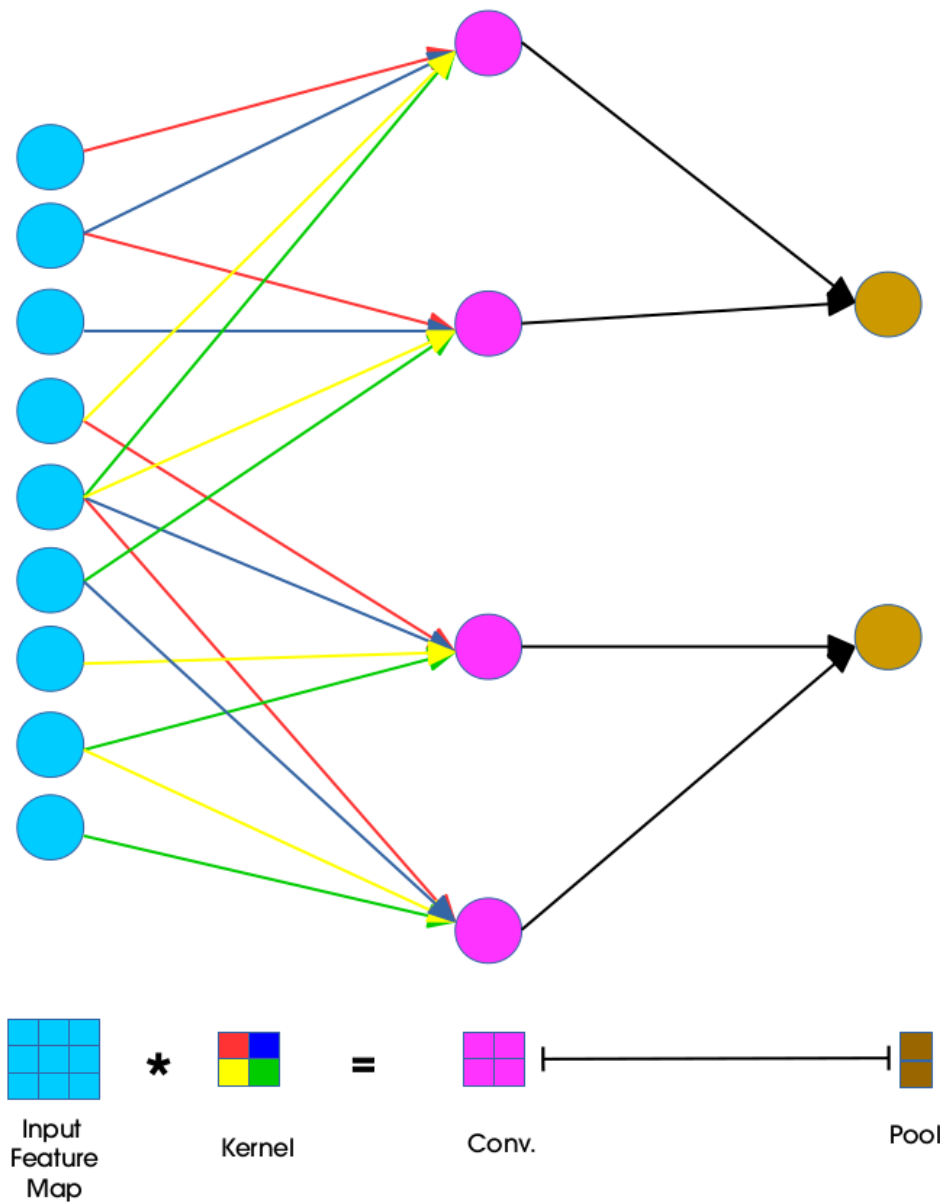 * =
Input
Feature
Map
Kernel
Conv.
Pool